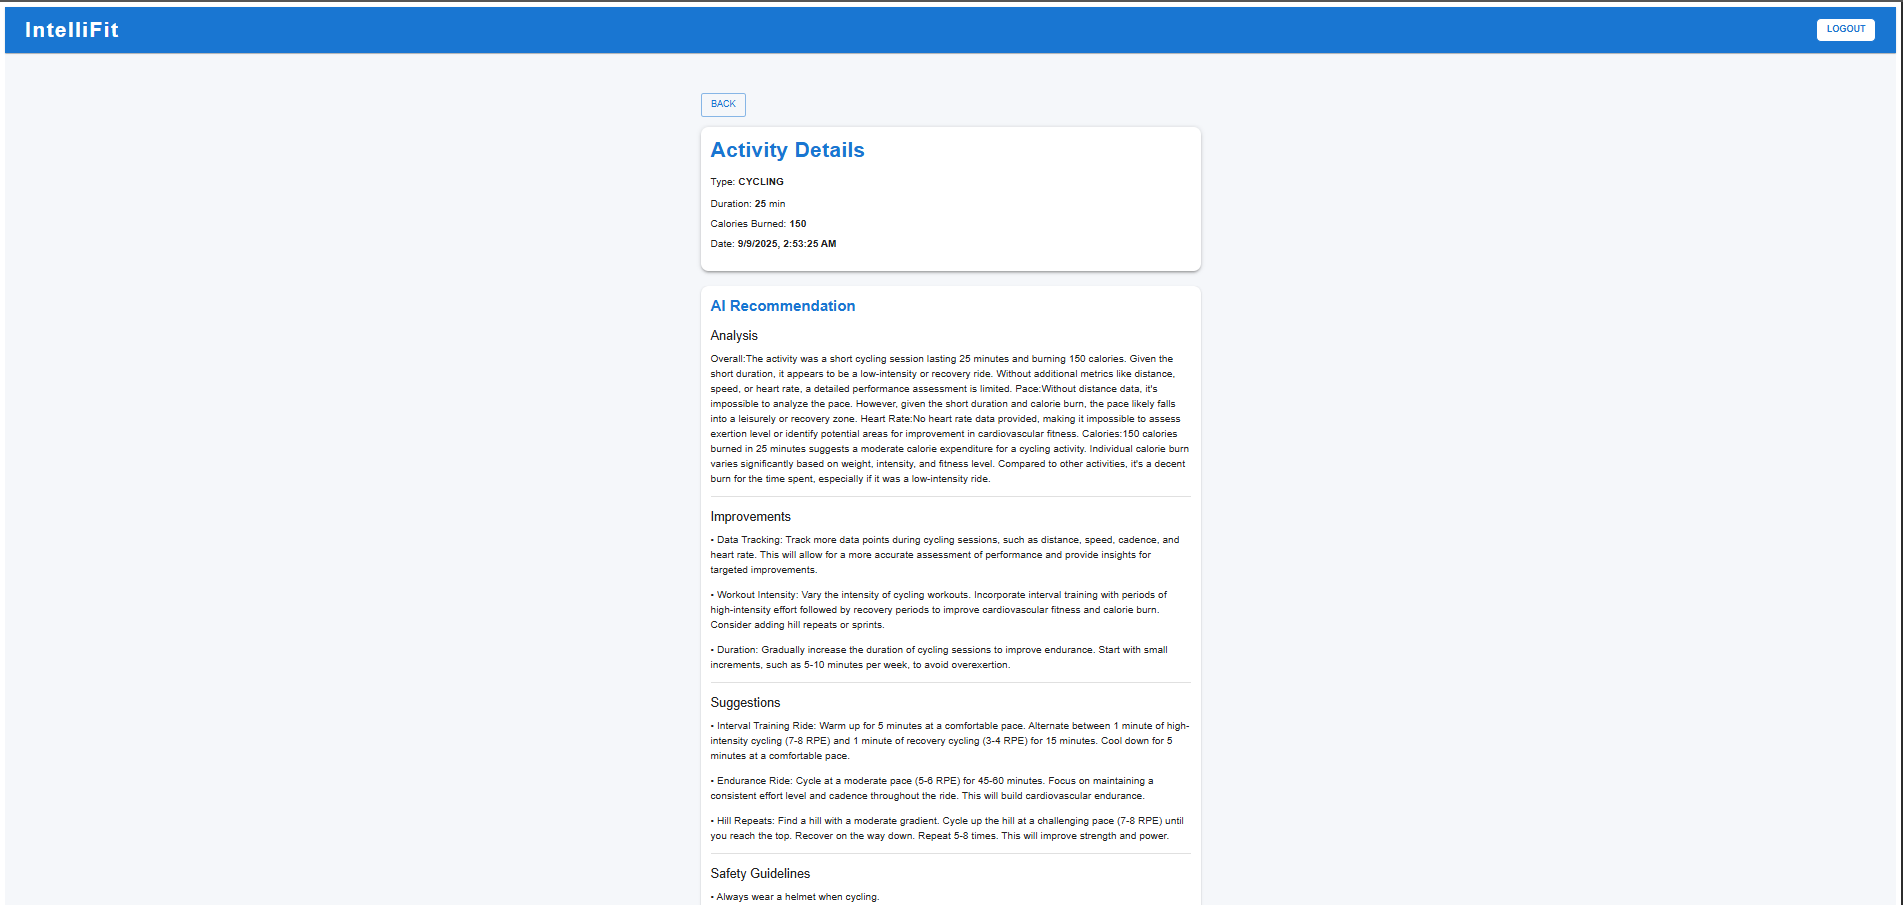 IntelliFit
LOGOUT
BACK
Activity Details
Type: CYCLING
Duration: 25 min
Calories Burned: 150
Date: 9/9/2025, 2:53:25 AM
AI Recommendation
Analysis
Overall:The activity was a short cycling session lasting 25 minutes and burning 150 calories. Given the
short duration, it appears to be a low-intensity or recovery ride. Without additional metrics like distance,
speed, or heart rate, a detailed performance assessment is limited. Pace:Without distance data, it's
impossible to analyze the pace. However, given the short duration and calorie burn, the pace likely falls
into a leisurely or recovery zone. Heart Rate:No heart rate data provided, making it impossible to assess
exertion level or identify potential areas for improvement in cardiovascular fitness. Calories:150 calories
burned in 25 minutes suggests a moderate calorie expenditure for a cycling activity. Individual calorie burn
varies significantly based on weight, intensity, and fitness level. Compared to other activities, it's a decent
burn for the time spent, especially if it was a low-intensity ride.
Improvements
• Data Tracking: Track more data points during cycling sessions, such as distance, speed, cadence, and
heart rate. This will allow for a more accurate assessment of performance and provide insights for
targeted improvements.
• Workout Intensity: Vary the intensity of cycling workouts. Incorporate interval training with periods of
high-intensity effort followed by recovery periods to improve cardiovascular fitness and calorie burn.
Consider adding hill repeats or sprints.
• Duration: Gradually increase the duration of cycling sessions to improve endurance. Start with small
increments, such as 5-10 minutes per week, to avoid overexertion.
Suggestions
• Interval Training Ride: Warm up for 5 minutes at a comfortable pace. Alternate between 1 minute of high-
intensity cycling (7-8 RPE) and 1 minute of recovery cycling (3-4 RPE) for 15 minutes. Cool down for 5
minutes at a comfortable pace.
• Endurance Ride: Cycle at a moderate pace (5-6 RPE) for 45-60 minutes. Focus on maintaining a
consistent effort level and cadence throughout the ride. This will build cardiovascular endurance.
• Hill Repeats: Find a hill with a moderate gradient. Cycle up the hill at a challenging pace (7-8 RPE) until
you reach the top. Recover on the way down. Repeat 5-8 times. This will improve strength and power.
Safety Guidelines
• Always wear a helmet when cycling.